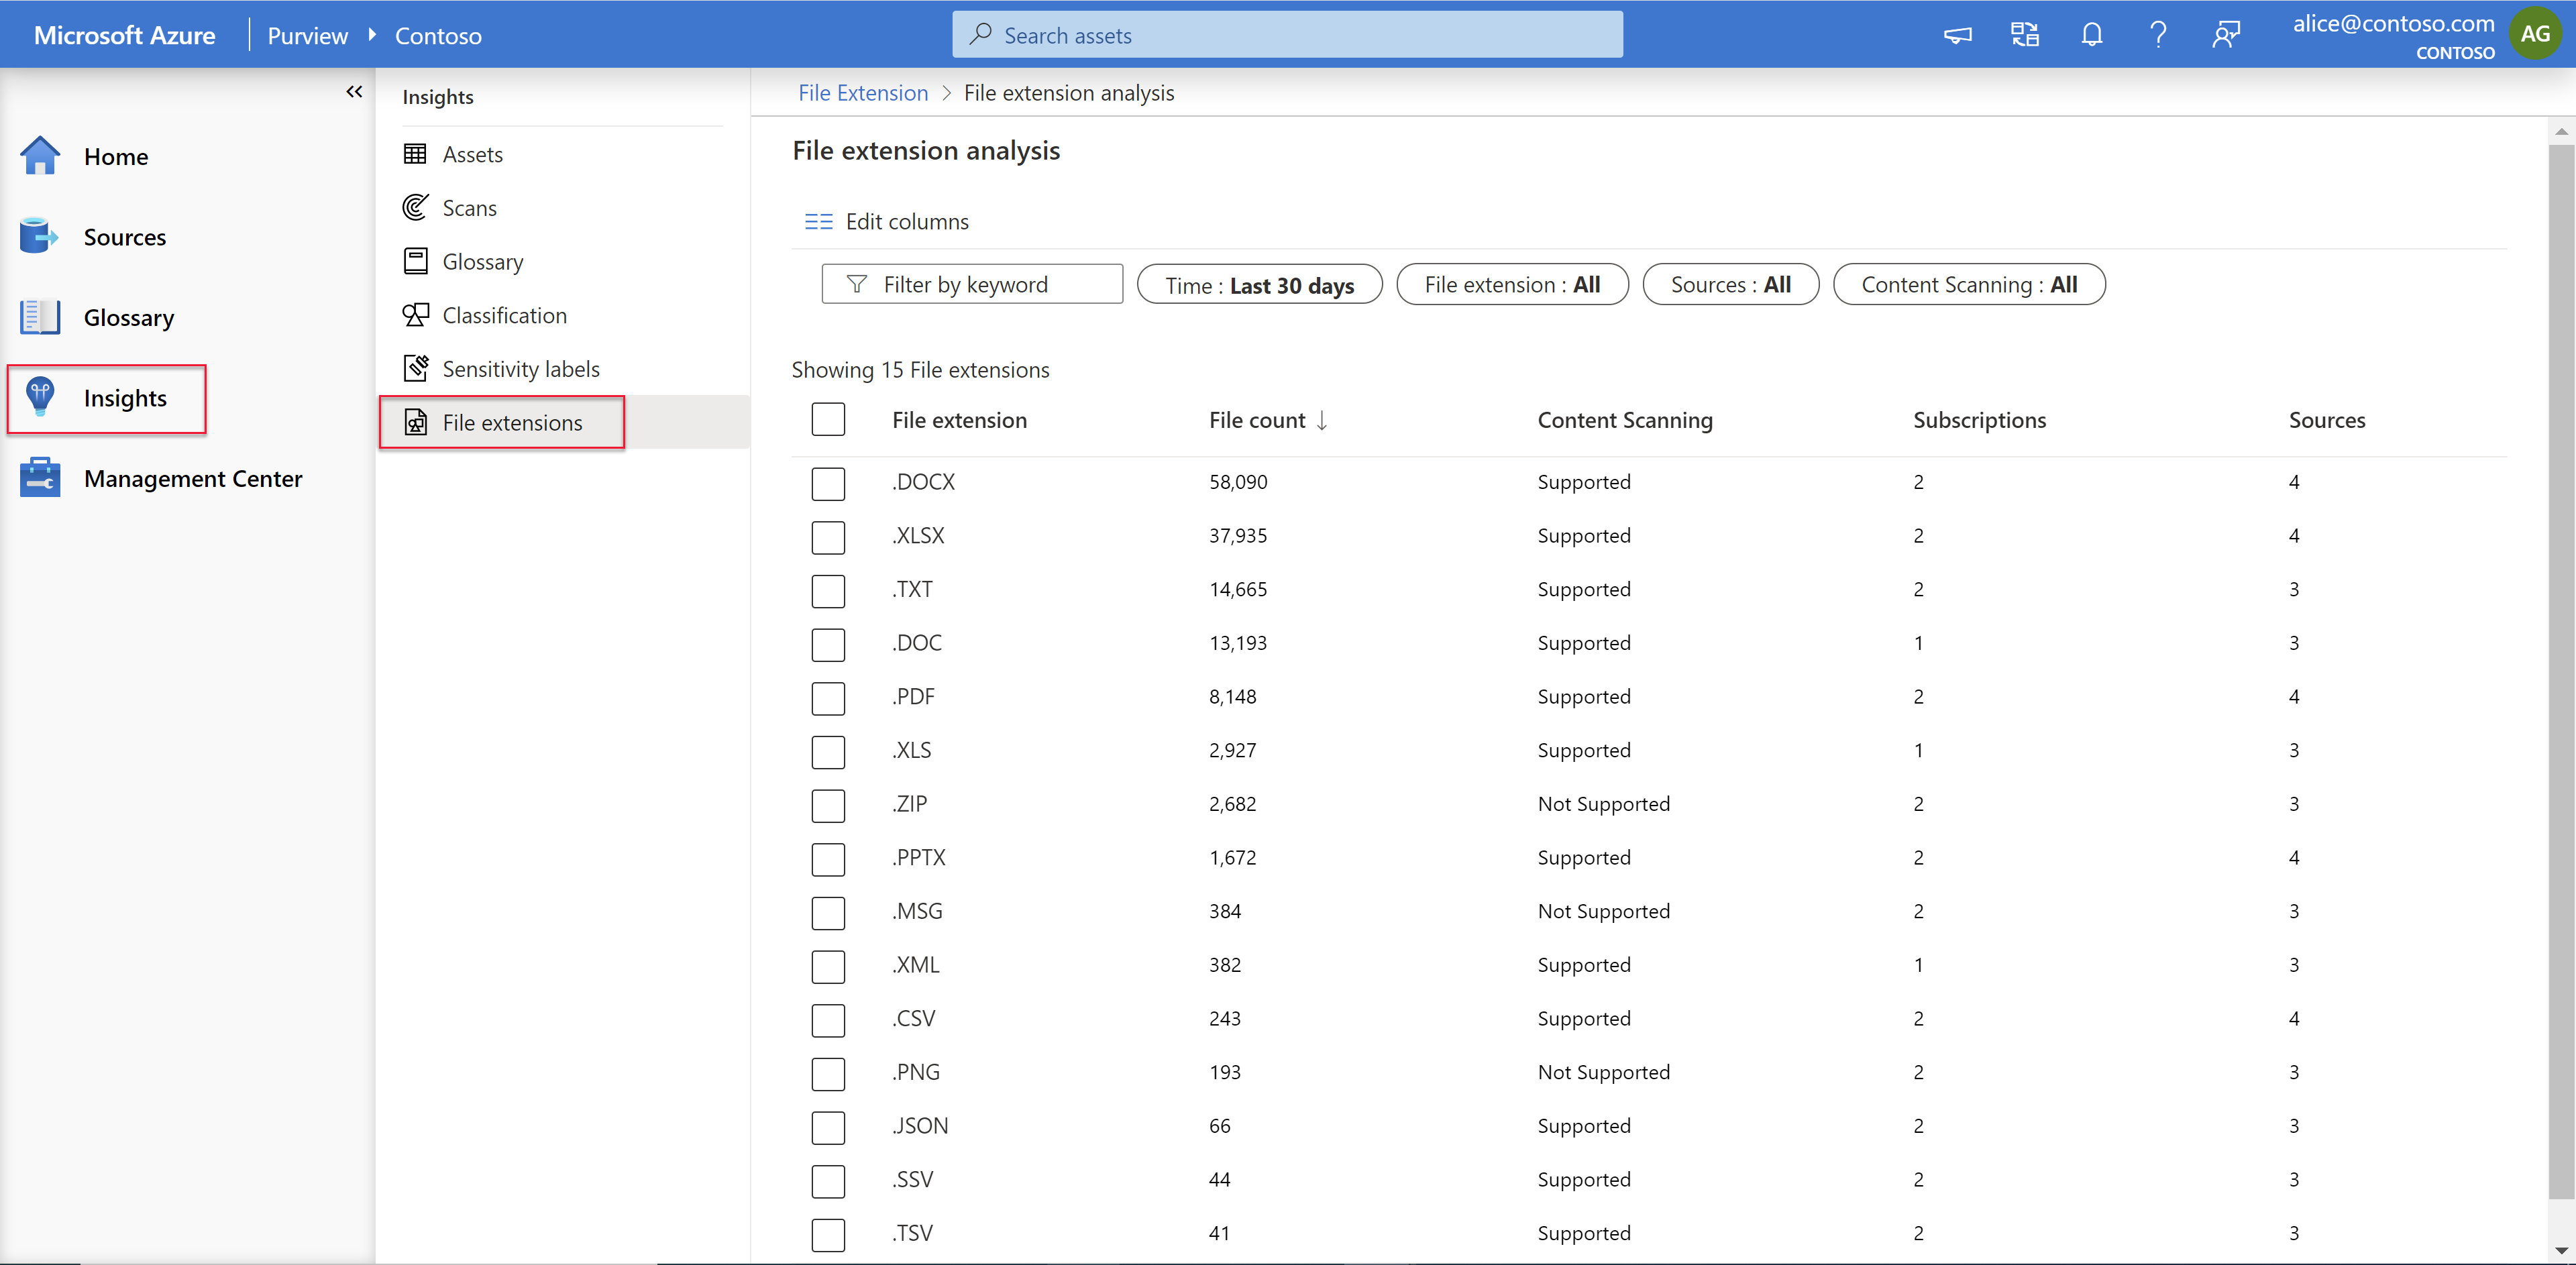 Microsoft Azure Purview Contoso Search assets alice@contoso.com AG
CONTOSO
Home
Sources
Glossary
Insights
Management Center
Insights
Assets
Scans
Glossary
Classification
Sensitivity labels
File extensions
File Extension > File extension analysis
File extension analysis
Edit columns
Filter by keyword Time : Last 30 days File extension : All Sources : All Content Scanning : All
Showing 15 File extensions
File extension File count ↓ Content Scanning Subscriptions Sources
.DOCX 58,090 Supported 2 4
.XLSX 37,935 Supported 2 4
.TXT 14,665 Supported 2 3
.DOC 13,193 Supported 1 3
.PDF 8,148 Supported 2 4
.XLS 2,927 Supported 1 3
.ZIP 2,682 Not Supported 2 3
.PPTX 1,672 Supported 2 4
.MSG 384 Not Supported 2 3
.XML 382 Supported 1 3
.CSV 243 Supported 2 4
.PNG 193 Not Supported 2 3
.JSON 66 Supported 2 3
.SSV 44 Supported 2 3
.TSV 41 Supported 2 3